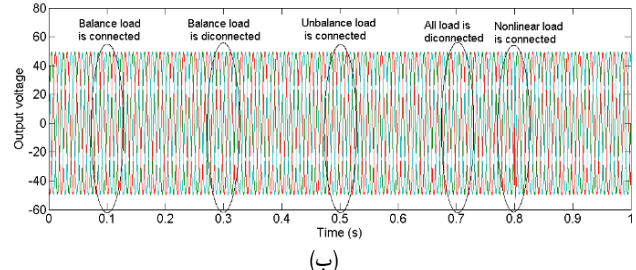 Balance load is connected
Balance load is diconnected
Unbalance load is connected
All load is diconnected
Nonlinear load is connected
Output voltage
80
60
40
20
0
-20
-40
-60
0 0.1 0.2 0.3 0.4 0.5 0.6 0.7 0.8 0.9 1
Time (s)
(ب)